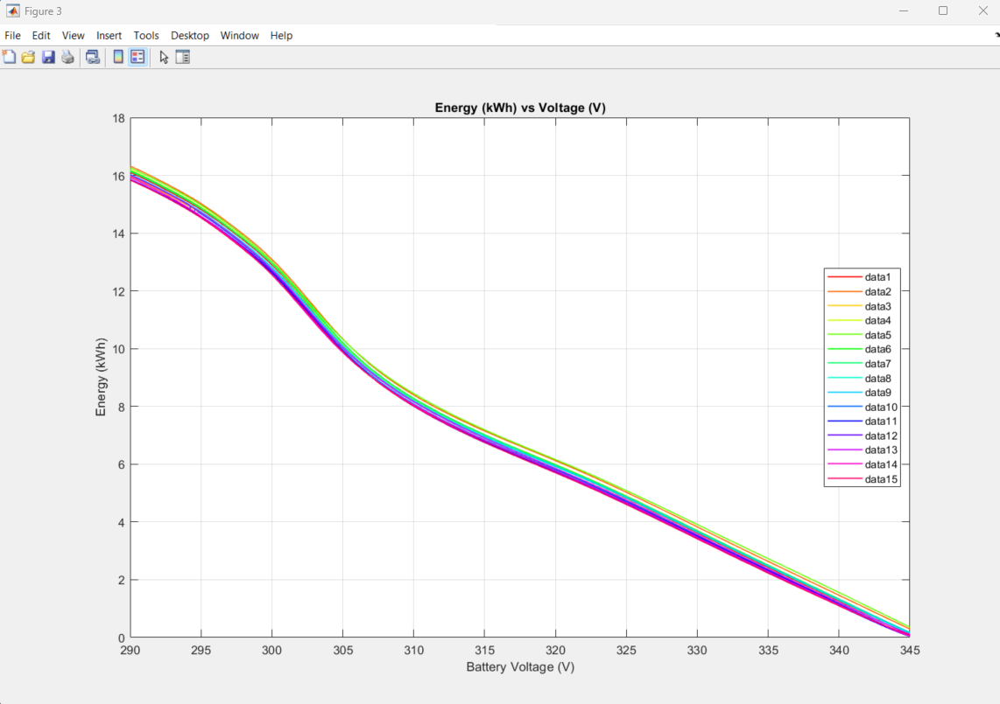 Figure 3
File Edit View Insert Tools Desktop Window Help
Energy (kWh) vs Voltage (V)
18
16
14
12
10
8
6
4
2
0
Energy (kWh)
data1
data2
data3
data4
data5
data6
data7
data8
data9
data10
data11
data12
data13
data14
data15
290 295 300 305 310 315 320 325 330 335 340 345
Battery Voltage (V)